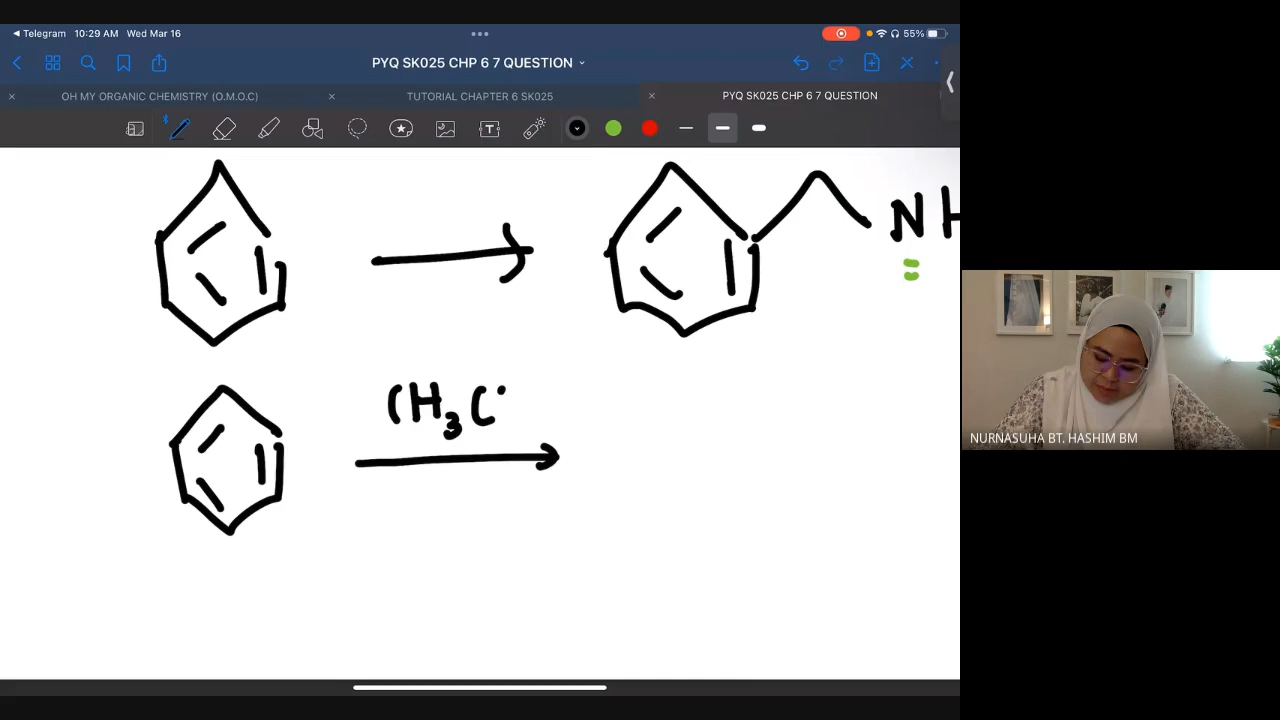 Telegram 10:29 AM Wed Mar 16 55%
PYQ SK025 CHP 6 7 QUESTION
OH MY ORGANIC CHEMISTRY (O.M.O.C) TUTORIAL CHAPTER 6 SK025 PYQ SK025 CHP 6 7 QUESTION
T
NH
CH3C
NURNASUHA BT. HASHIM BM